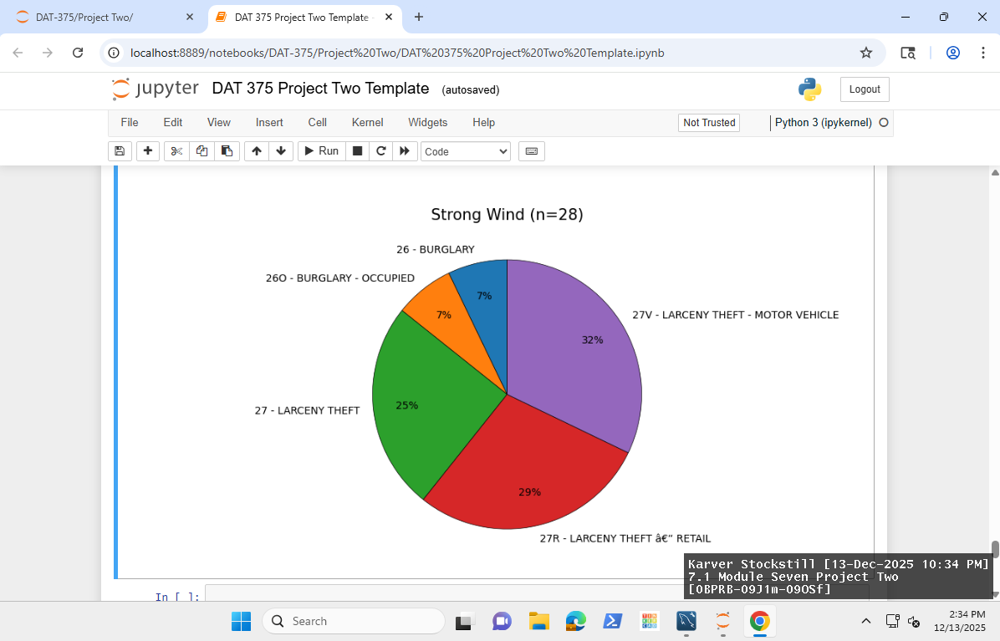 DAT-375/Project Two/
DAT 375 Project Two Template
localhost:8889/notebooks/DAT-375/Project%20Two/DAT%20375%20Project%20Two%20Template.ipynb
jupyter DAT 375 Project Two Template (autosaved)
Logout
File Edit View Insert Cell Kernel Widgets Help
Not Trusted
Python 3 (ipykernel)
Run
Code
Strong Wind (n=28)
26 - BURGLARY
26O - BURGLARY - OCCUPIED
7%
7%
27V - LARCENY THEFT - MOTOR VEHICLE
32%
25%
27 - LARCENY THEFT
29%
27R - LARCENY THEFT â€“ RETAIL
Karver Stockstill [13-Dec-2025 10:34 PM]
7.1 Module Seven Project Two
[OBPRB-O9J1m-O9OSf]
In [ ]:
Search
2:34 PM
12/13/2025